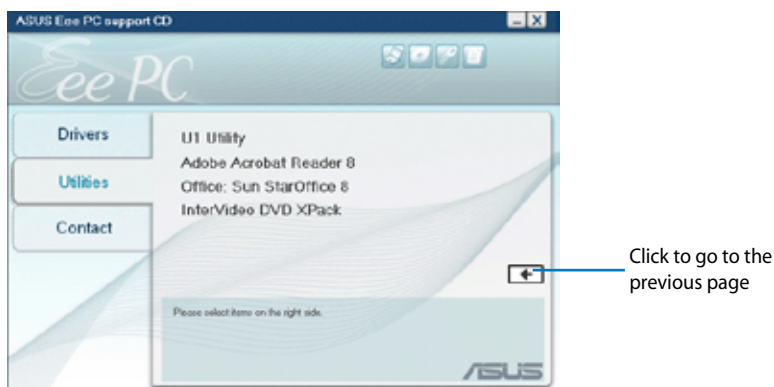 ASUS Eee PC support CD
Eee PC
Drivers
Utilities
Contact
U1 Utility
Adobe Acrobat Reader 8
Office: Sun StarOffice 8
InterVideo DVD XPack
Click to go to the
previous page
Please select items on the right side.
ASUS